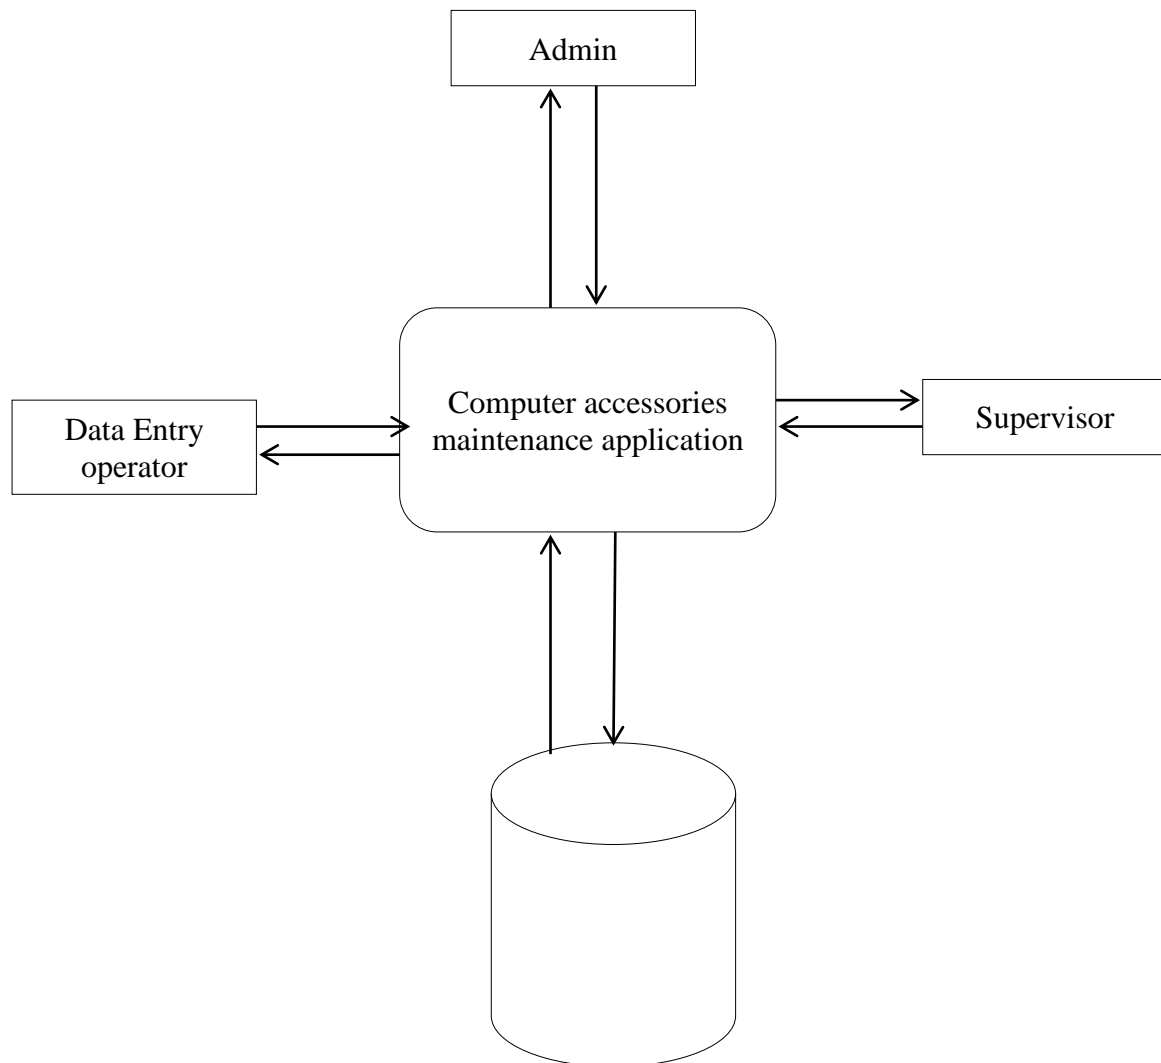 Admin
Computer accessories
maintenance application
Data Entry
operator
Supervisor